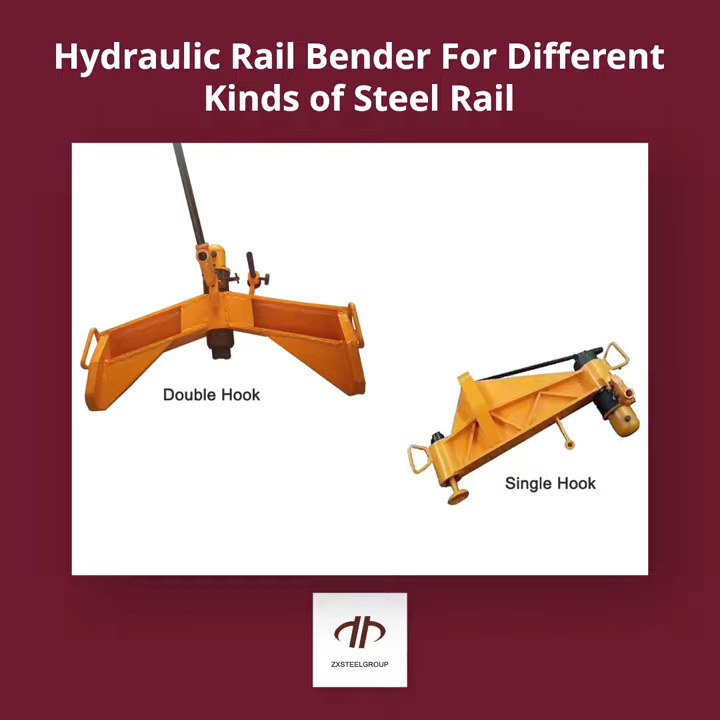 Hydraulic Rail Bender For Different
Kinds of Steel Rail
Double Hook
Single Hook
ZXSTEELGROUP